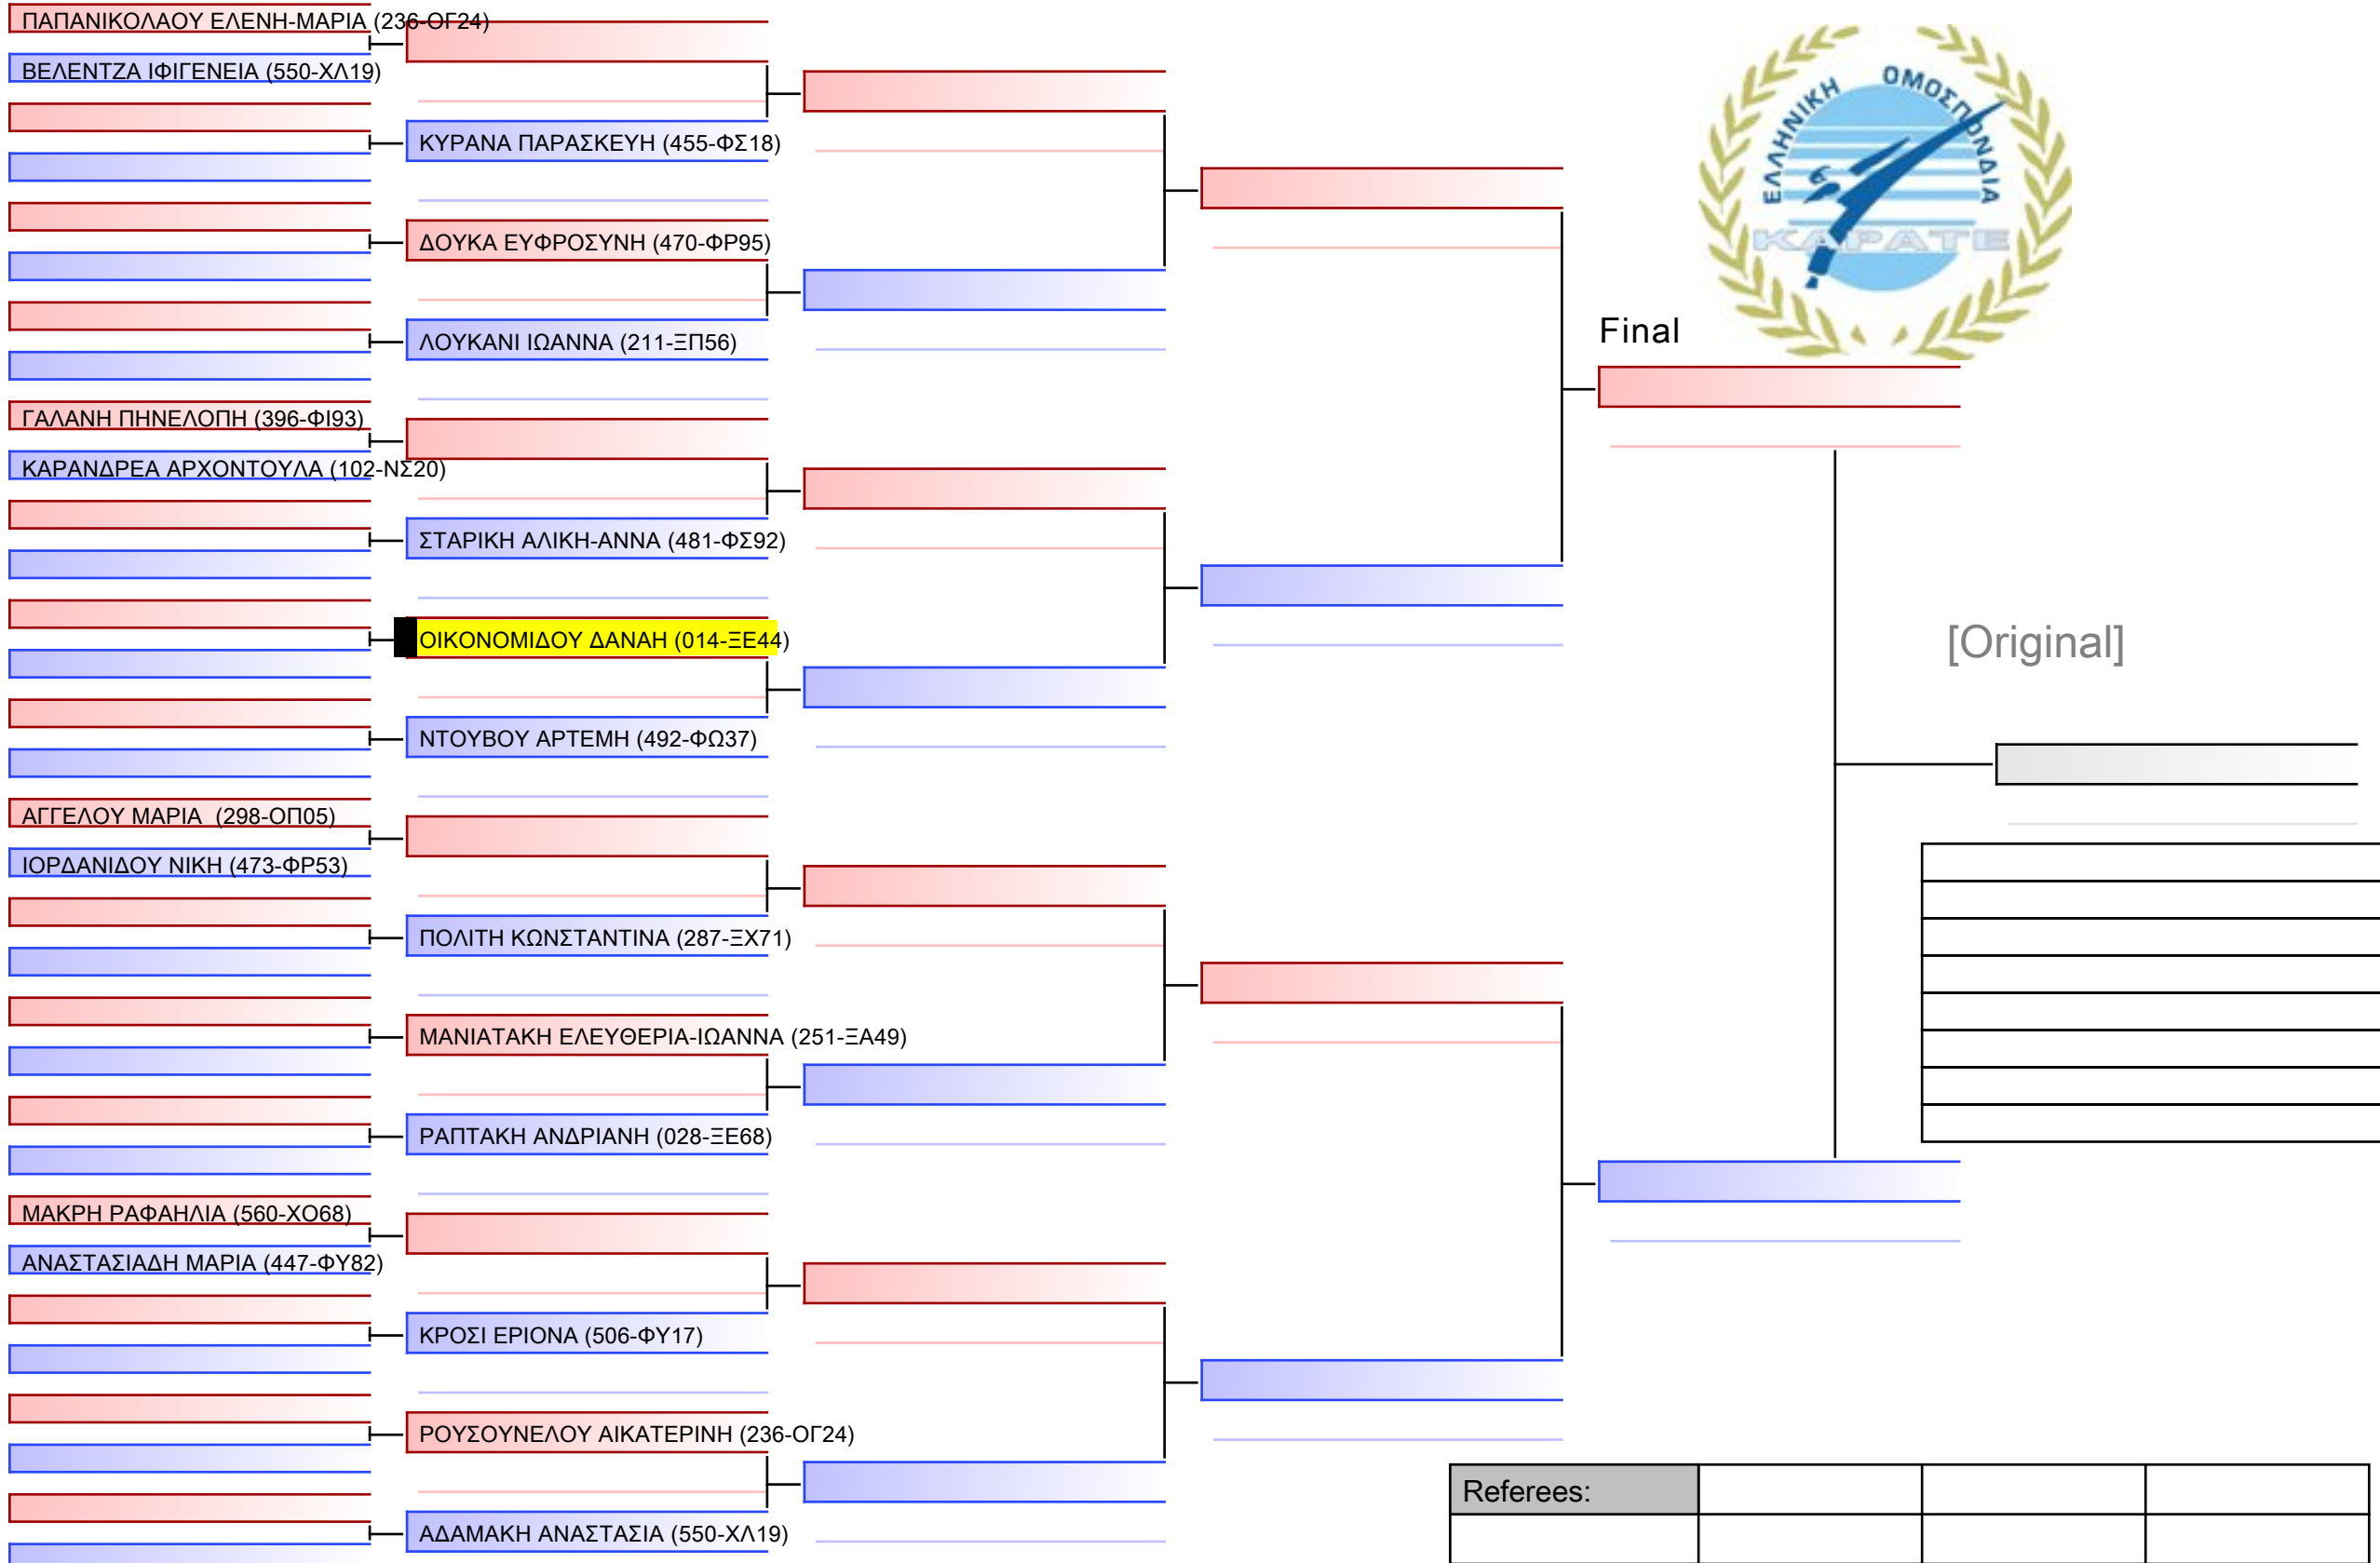 ΠΑΠΑΝΙΚΟΛΑΟΥ ΕΛΕΝΗ-ΜΑΡΙΑ (236-ΟΓ24)
ΒΕΛΕΝΤΖΑ ΙΦΙΓΕΝΕΙΑ (550-ΧΛ19)
ΚΥΡΑΝΑ ΠΑΡΑΣΚΕΥΗ (455-ΦΣ18)
ΔΟΥΚΑ ΕΥΦΡΟΣΥΝΗ (470-ΦΡ95)
ΛΟΥΚΑΝΙ ΙΩΑΝΝΑ (211-ΞΠ56)
ΓΑΛΑΝΗ ΠΗΝΕΛΟΠΗ (396-ΦΙ93)
ΚΑΡΑΝΔΡΕΑ ΑΡΧΟΝΤΟΥΛΑ (102-ΝΣ20)
ΣΤΑΡΙΚΗ ΑΛΙΚΗ-ΑΝΝΑ (481-ΦΣ92)
ΟΙΚΟΝΟΜΙΔΟΥ ΔΑΝΑΗ (014-ΞΕ44)
ΝΤΟΥΒΟΥ ΑΡΤΕΜΗ (492-ΦΩ37)
ΑΓΓΕΛΟΥ ΜΑΡΙΑ  (298-ΟΠ05)
ΙΟΡΔΑΝΙΔΟΥ ΝΙΚΗ (473-ΦΡ53)
ΠΟΛΙΤΗ ΚΩΝΣΤΑΝΤΙΝΑ (287-ΞΧ71)
ΜΑΝΙΑΤΑΚΗ ΕΛΕΥΘΕΡΙΑ-ΙΩΑΝΝΑ (251-ΞΑ49)
ΡΑΠΤΑΚΗ ΑΝΔΡΙΑΝΗ (028-ΞΕ68)
ΜΑΚΡΗ ΡΑΦΑΗΛΙΑ (560-ΧΟ68)
ΑΝΑΣΤΑΣΙΑΔΗ ΜΑΡΙΑ (447-ΦΥ82)
ΚΡΟΣΙ ΕΡΙΟΝΑ (506-ΦΥ17)
ΡΟΥΣΟΥΝΕΛΟΥ ΑΙΚΑΤΕΡΙΝΗ (236-ΟΓ24)
ΑΔΑΜΑΚΗ ΑΝΑΣΤΑΣΙΑ (550-ΧΛ19)
ΕΛΛΗΝΙΚΗ ΟΜΟΣΠΟΝΔΙΑ
ΚΑΡΑΤΕ
Final
[Original]
Referees: